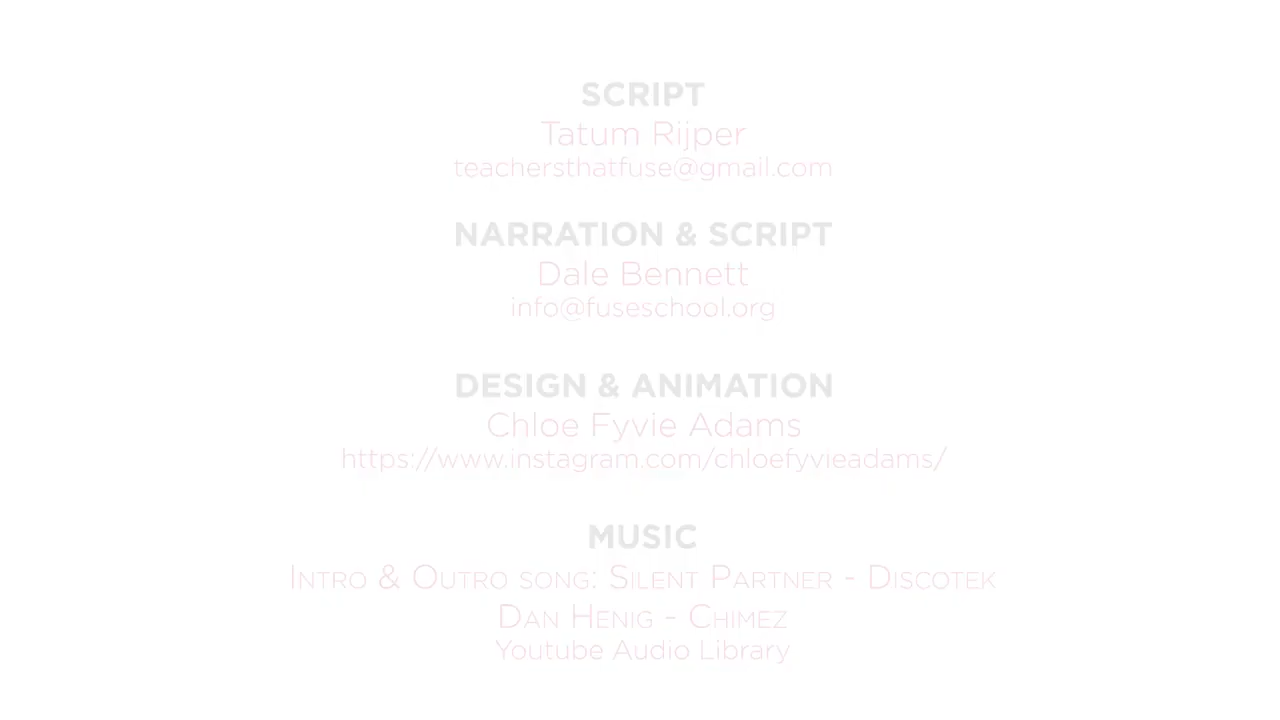 SCRIPT
Tatum Rijper
teachersthatfuse@gmail.com
NARRATION & SCRIPT
Dale Bennett
info@fuseschool.org
DESIGN & ANIMATION
Chloe Fyvie Adams
https://www.instagram.com/chloefyvieadams/
MUSIC
INTRO & OUTRO SONG: SILENT PARTNER - DISCOTEK
DAN HENIG - CHIMEZ
Youtube Audio Library